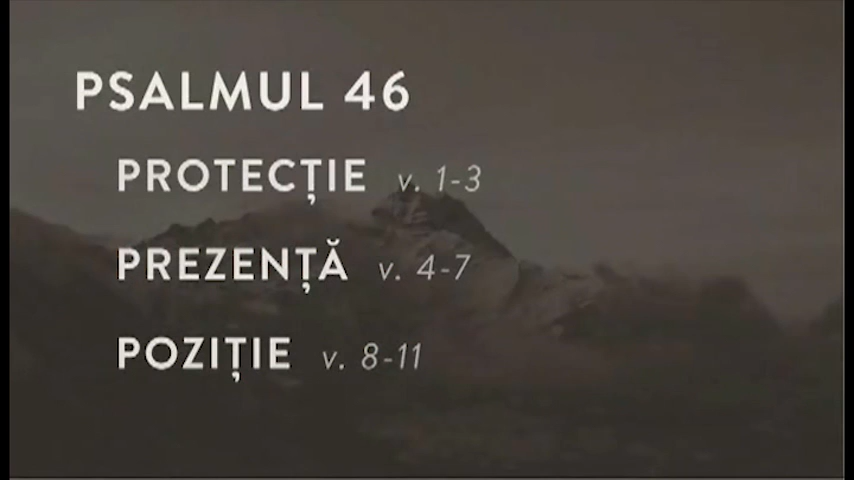 PSALMUL 46
PROTECȚIE v. 1-3
PREZENȚĂ v. 4-7
POZIȚIE v. 8-11